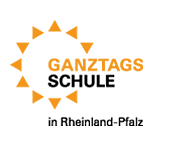 GANZTAGS
SCHULE
in Rheinland-Pfalz